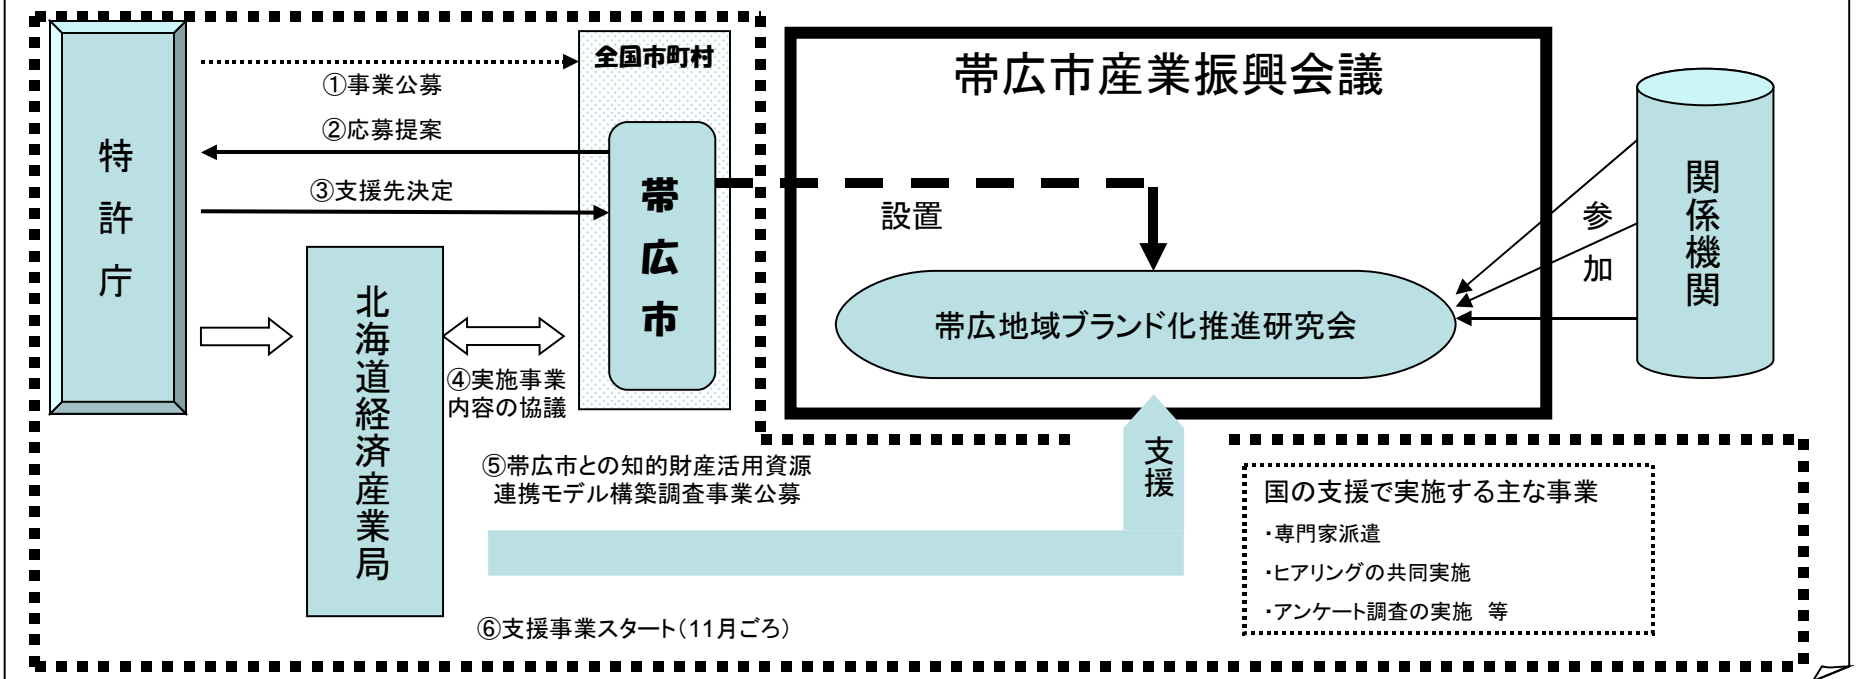 特許庁
①事業公募
②応募提案
③支援先決定
全国市町村
帯広市
北海道経済産業局
④実施事業
内容の協議
帯広市産業振興会議
設置
帯広地域ブランド化推進研究会
参加
関係機関
支援
⑤帯広市との知的財産活用資源
連携モデル構築調査事業公募
⑥支援事業スタート(11月ごろ)
国の支援で実施する主な事業
・専門家派遣
・ヒアリングの共同実施
・アンケート調査の実施 等